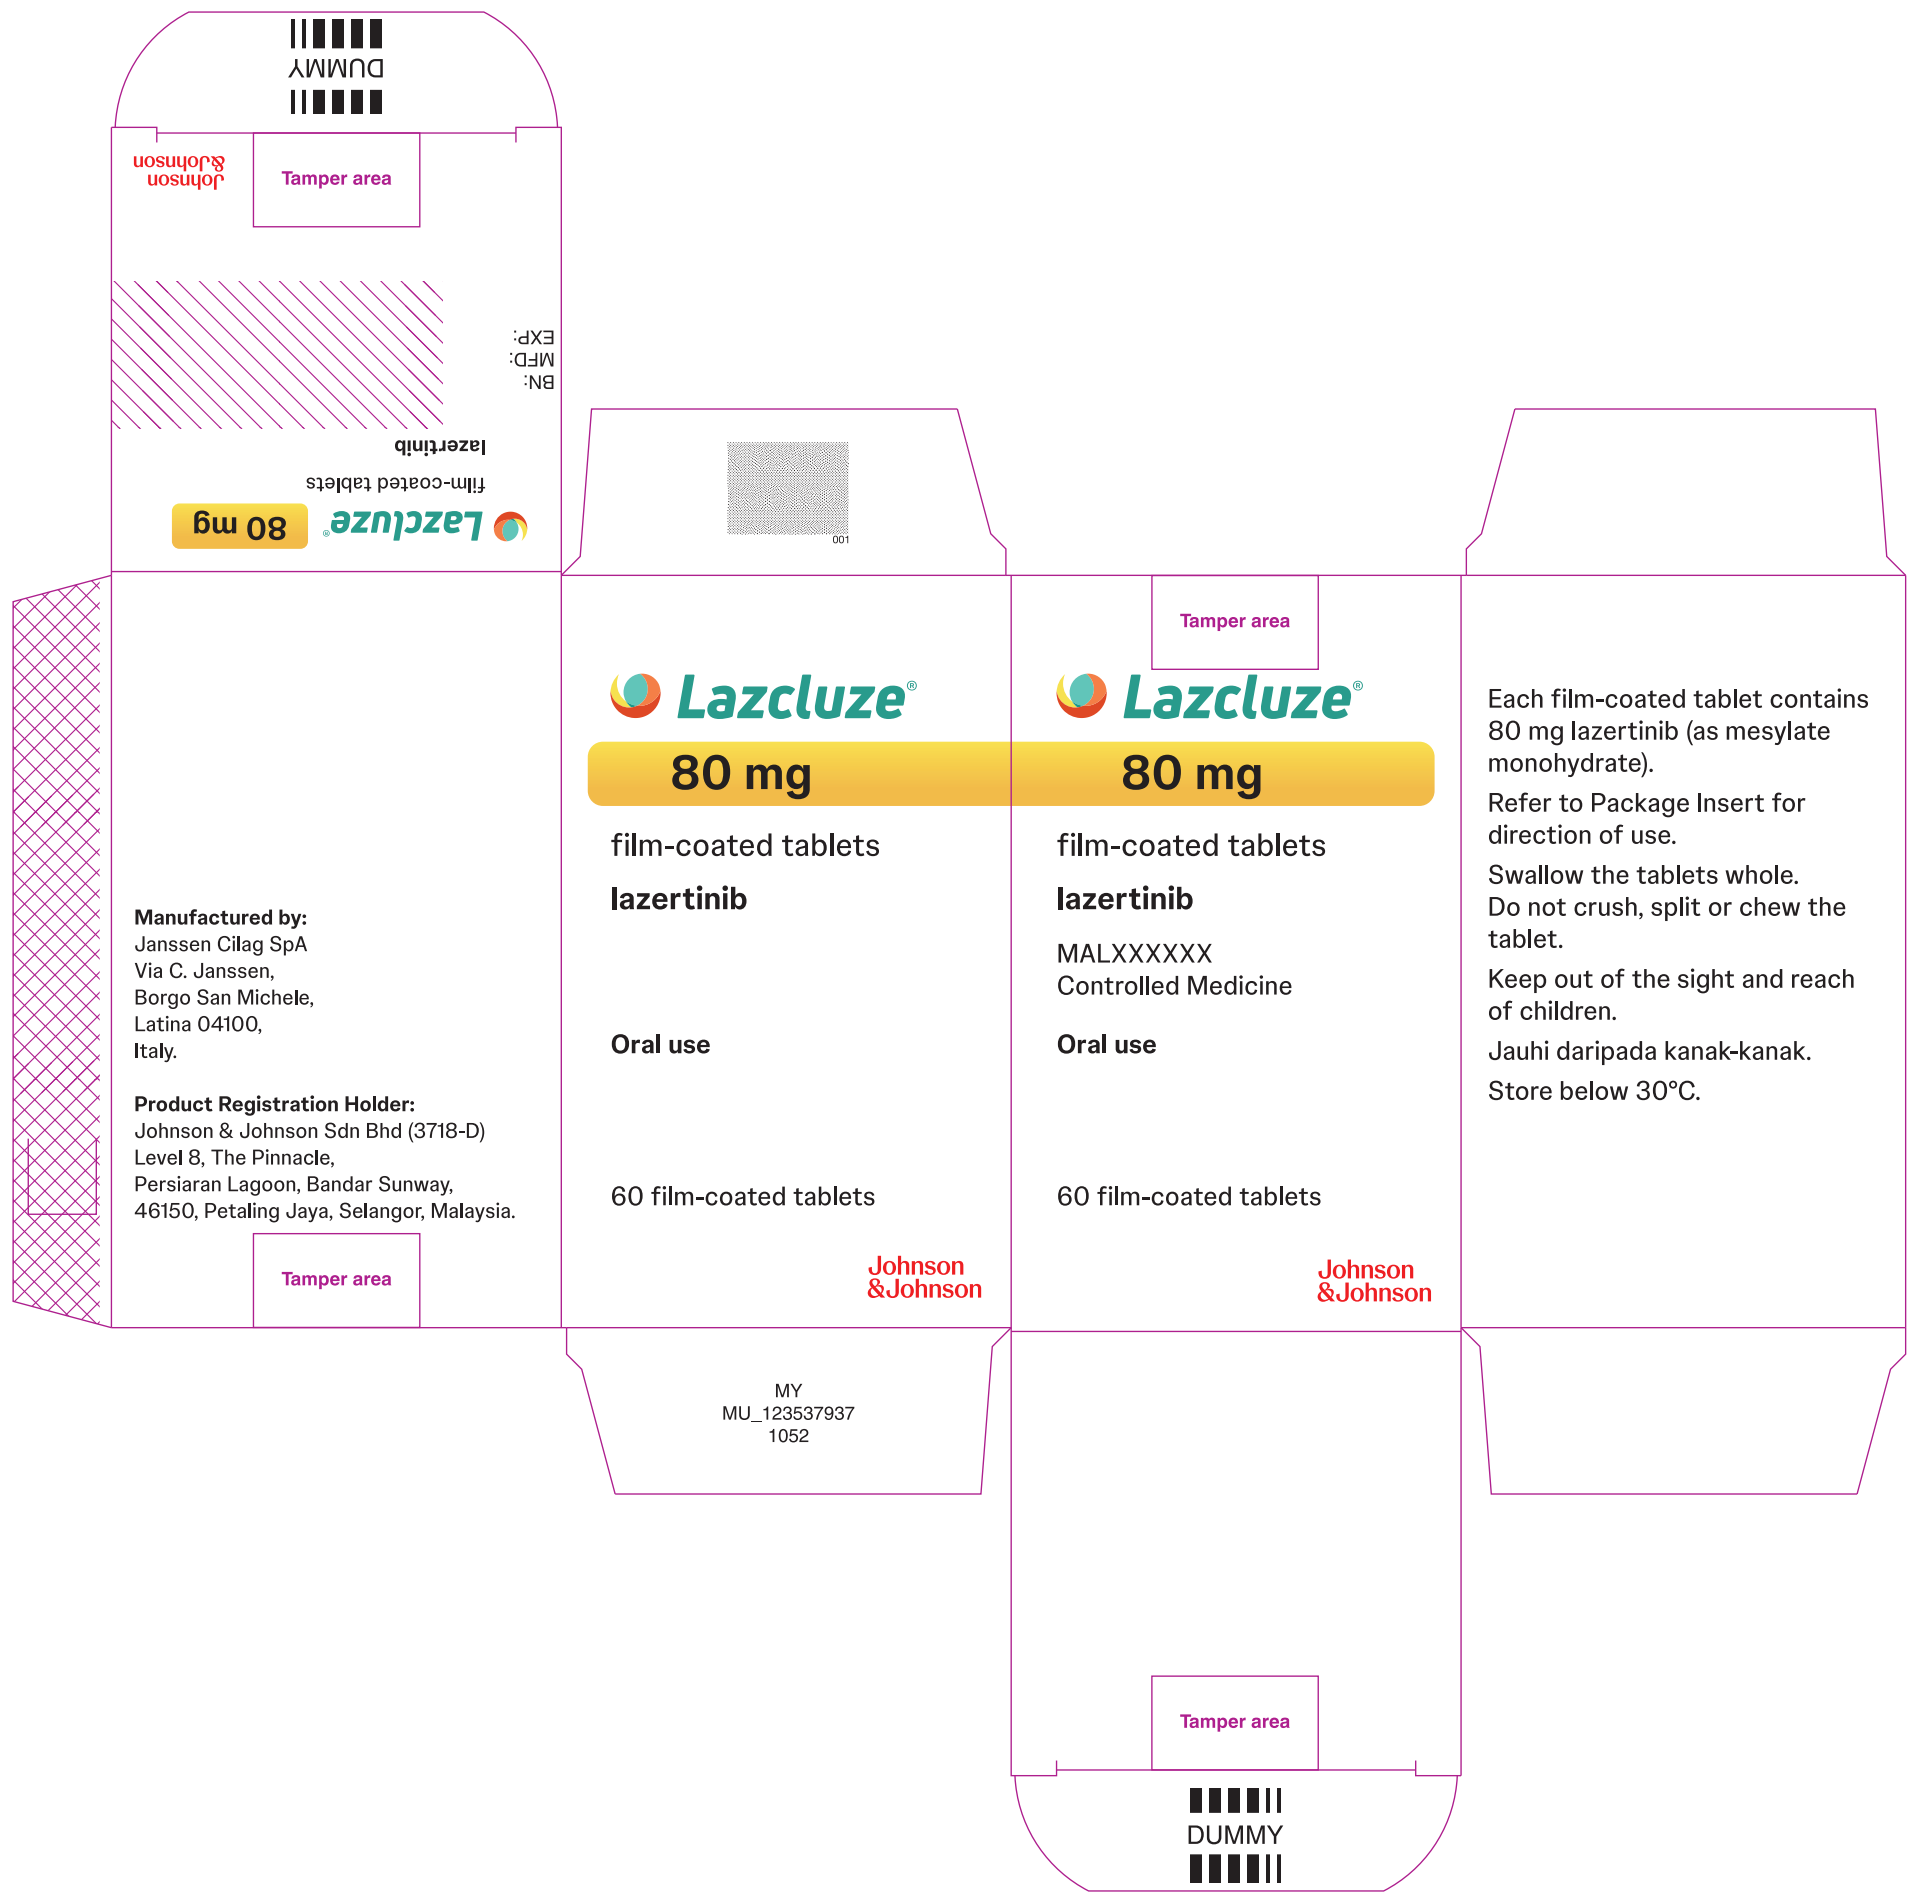 DUMMY
Johnson
&Johnson
Tamper area
BN:
MFD:
EXP:
Lazcluze®
80 mg
film-coated tablets
lazertinib
001
Manufactured by:
Janssen Cilag SpA
Via C. Janssen,
Borgo San Michele,
Latina 04100,
Italy.
Product Registration Holder:
Johnson & Johnson Sdn Bhd (3718-D)
Level 8, The Pinnacle,
Persiaran Lagoon, Bandar Sunway,
46150, Petaling Jaya, Selangor, Malaysia.
Tamper area
Lazcluze®
80 mg
film-coated tablets
lazertinib
Oral use
60 film-coated tablets
Johnson
&Johnson
MY
MU_123537937
1052
Tamper area
Lazcluze®
80 mg
film-coated tablets
lazertinib
MALXXXXXX
Controlled Medicine
Oral use
60 film-coated tablets
Johnson
&Johnson
Tamper area
DUMMY
Each film-coated tablet contains
80 mg lazertinib (as mesylate
monohydrate).
Refer to Package Insert for
direction of use.
Swallow the tablets whole.
Do not crush, split or chew the
tablet.
Keep out of the sight and reach
of children.
Jauhi daripada kanak-kanak.
Store below 30°C.